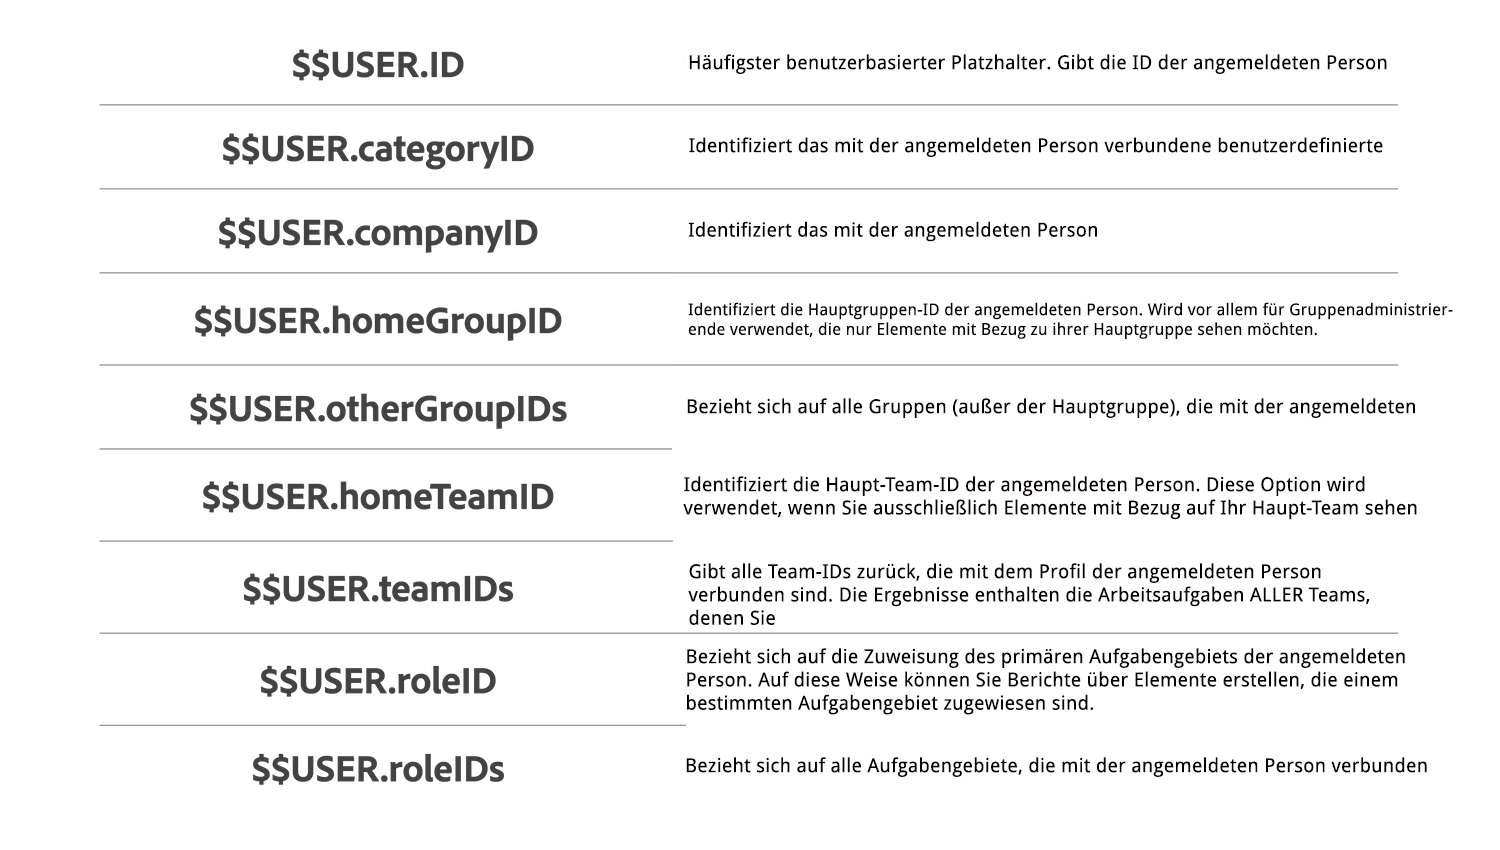 $$USER.ID
Häufigster benutzerbasierter Platzhalter. Gibt die ID der angemeldeten Person
$$USER.categoryID
Identifiziert das mit der angemeldeten Person verbundene benutzerdefinierte
$$USER.companyID
Identifiziert das mit der angemeldeten Person
$$USER.homeGroupID
Identifiziert die Hauptgruppen-ID der angemeldeten Person. Wird vor allem für Gruppenadministrier-
ende verwendet, die nur Elemente mit Bezug zu ihrer Hauptgruppe sehen möchten.
$$USER.otherGroupIDs
Bezieht sich auf alle Gruppen (außer der Hauptgruppe), die mit der angemeldeten
$$USER.homeTeamID
Identifiziert die Haupt-Team-ID der angemeldeten Person. Diese Option wird
verwendet, wenn Sie ausschließlich Elemente mit Bezug auf Ihr Haupt-Team sehen
$$USER.teamIDs
Gibt alle Team-IDs zurück, die mit dem Profil der angemeldeten Person
verbunden sind. Die Ergebnisse enthalten die Arbeitsaufgaben ALLER Teams,
denen Sie
$$USER.roleID
Bezieht sich auf die Zuweisung des primären Aufgabengebiets der angemeldeten
Person. Auf diese Weise können Sie Berichte über Elemente erstellen, die einem
bestimmten Aufgabengebiet zugewiesen sind.
$$USER.roleIDs
Bezieht sich auf alle Aufgabengebiete, die mit der angemeldeten Person verbunden